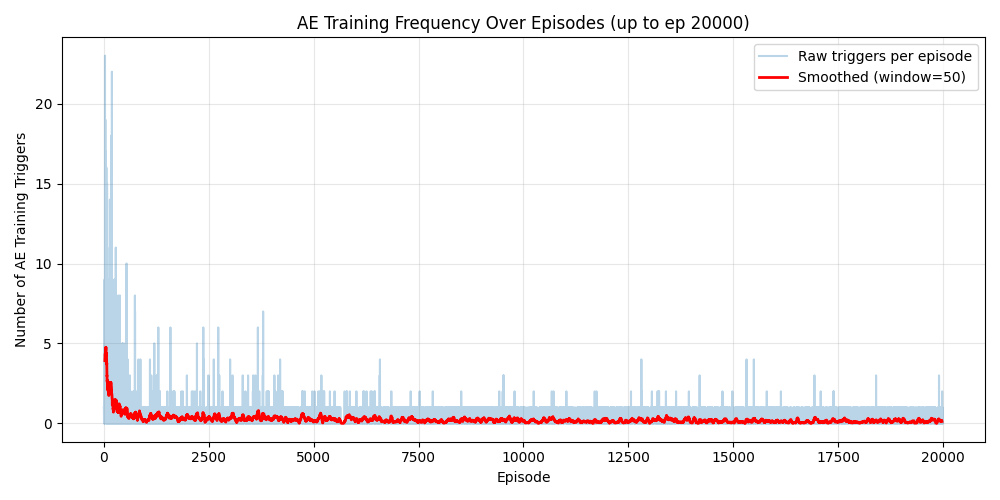 AE Training Frequency Over Episodes (up to ep 20000)
Raw triggers per episode
Smoothed (window=50)
Number of AE Training Triggers
20
15
10
5
0
0
2500
5000
7500
10000
12500
15000
17500
20000
Episode